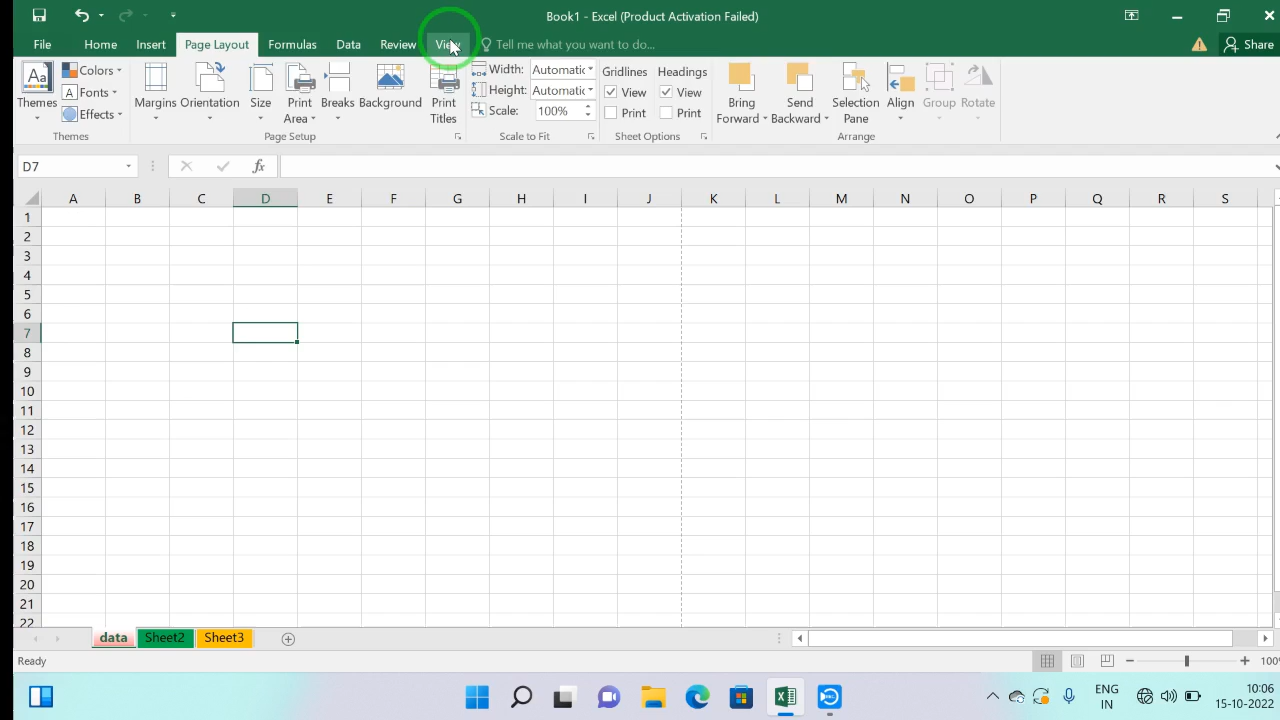 Book1 - Excel (Product Activation Failed)
File Home Insert Page Layout Formulas Data Review View Tell me what you want to do... Share
Themes Colors Fonts Effects Margins Orientation Size Print Area Breaks Background Print Titles Width: Automatic Height: Automatic Scale: 100% Gridlines View Print Headings View Print Bring Forward Send Backward Selection Pane Align Group Rotate
Themes Page Setup Scale to Fit Sheet Options Arrange
D7 fx
A B C D E F G H I J K L M N O P Q R S
1
2
3
4
5
6
7
8
9
10
11
12
13
14
15
16
17
18
19
20
21
22
data Sheet2 Sheet3
Ready 100%
ENG 10:06
IN 15-10-2022